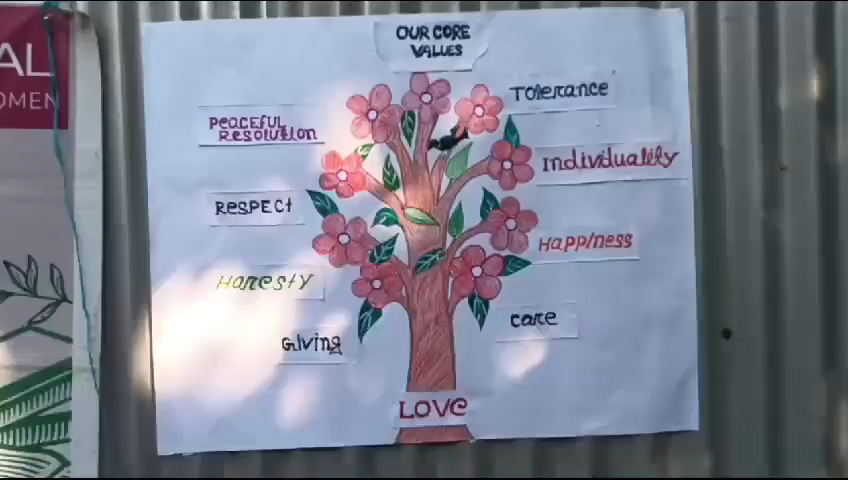 AL
OMEN
OUR CORE
VALUES
Tolerance
Peaceful
Resolution
Individuality
RESPECt
HaPPiness
Honesty
care
Giving
LOVe